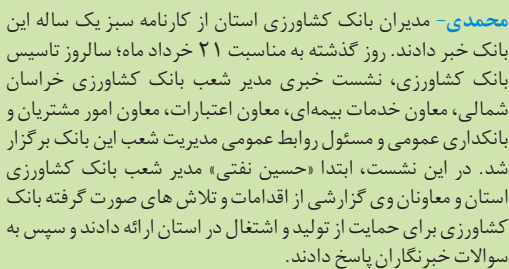 محمدی- مدیران بانک کشاورزی استان از کارنامه سبز یک ساله این
بانک خبر دادند. روز گذشته به مناسبت ۲۱ خرداد ماه؛ سالروز تاسیس
بانک کشاورزی، نشست خبری مدیر شعب بانک کشاورزی خراسان
شمالی، معاون خدمات بیمه‌ای، معاون اعتبارات، معاون امور مشتریان و
بانکداری عمومی و مسئول روابط عمومی مدیریت شعب این بانک برگزار
شد. در این نشست، ابتدا «حسین نفتی» مدیر شعب بانک کشاورزی
استان و معاونان وی گزارشی از اقدامات و تلاش های صورت گرفته بانک
کشاورزی برای حمایت از تولید و اشتغال در استان ارائه دادند و سپس به
سوالات خبرنگاران پاسخ دادند.